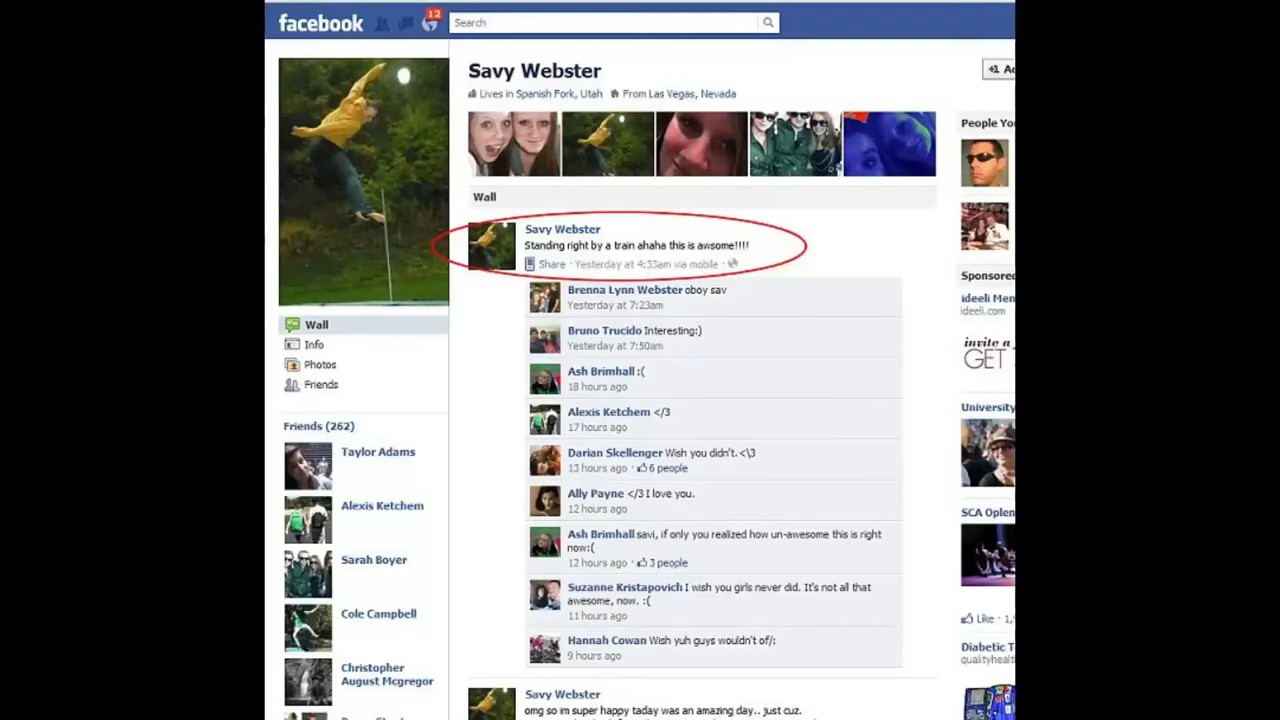 facebook
12
Search
Savy Webster
Lives in Spanish Fork, Utah From Las Vegas, Nevada
+1
People
Wall
Savy Webster
Standing right by a train ahaha this is awsome!!!!
Share · Yesterday at 4:33am via mobile ·
Brenna Lynn Webster oboy sav
Yesterday at 7:23am
Bruno Trucido Interesting:)
Yesterday at 7:50am
Ash Brimhall :(
18 hours ago
Alexis Ketchem </3
17 hours ago
Darian Skellenger Wish you didn't.<\3
13 hours ago · 6 people
Ally Payne </3 I love you.
12 hours ago
Ash Brimhall savi, if only you realized how un-awesome this is right
now:(
12 hours ago · 3 people
Suzanne Kristapovich I wish you girls never did. It's not all that
awesome, now. :(
11 hours ago
Hannah Cowan Wish yuh guys wouldn't of/:
9 hours ago
Savy Webster
omg so im super happy taday was an amazing day.. just cuz.
Wall
Info
Photos
Friends
Friends (262)
Taylor Adams
Alexis Ketchem
Sarah Boyer
Cole Campbell
Christopher
August Mcgregor
Sponsored
ideeli
ideeli.com
invite a
GET
University
SCA
Like
Diabetic